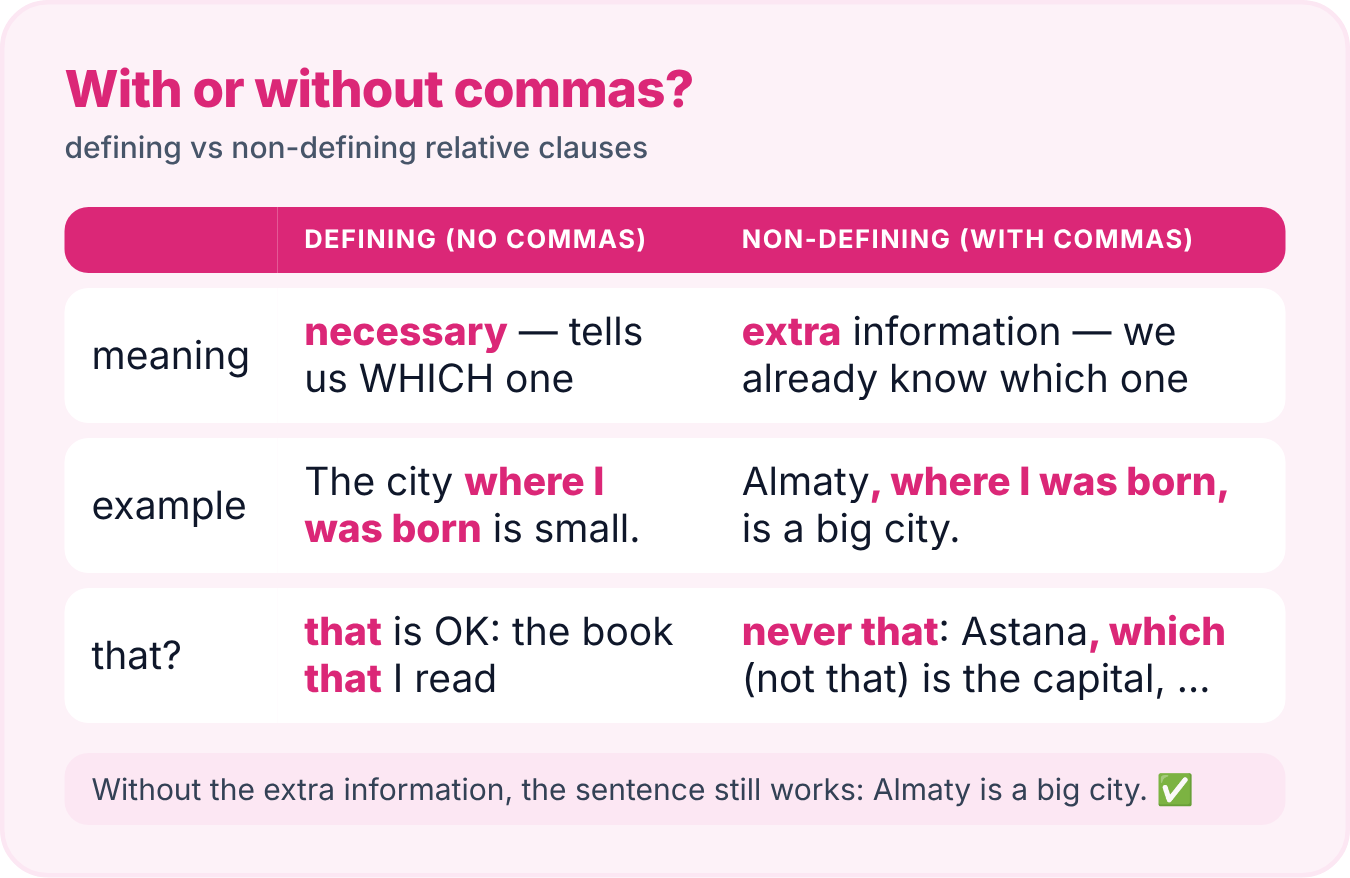 With or without commas?
defining vs non-defining relative clauses
DEFINING (NO COMMAS) NON-DEFINING (WITH COMMAS)
meaning
necessary — tells
us WHICH one
extra information — we
already know which one
example
The city where I
was born is small.
Almaty, where I was born,
is a big city.
that?
that is OK: the book
that I read
never that: Astana, which
(not that) is the capital, ...
Without the extra information, the sentence still works: Almaty is a big city. ✅